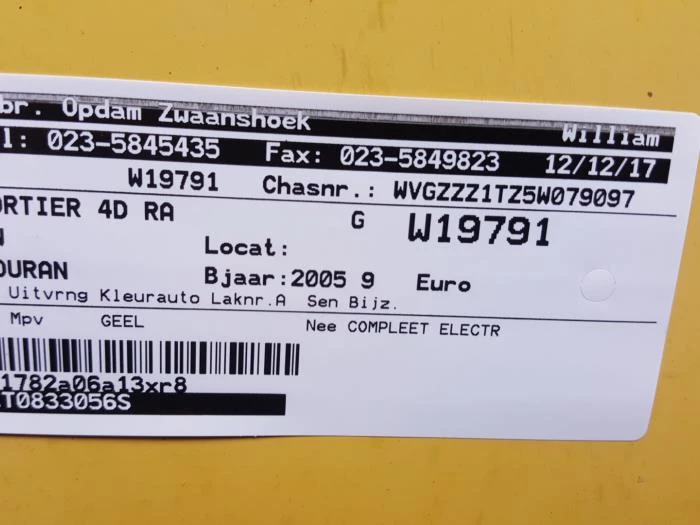 br. Opdam Zwaanshoek William
l: 023-5845435 Fax: 023-5849823 12/12/17
W19791 Chasnr.: WVGZZZ1TZ5W079097
ORTIER 4D RA G W19791
Locat:
OURAN Bjaar:2005 9 Euro
Uitvrng Kleurauto Laknr.A Sen Bijz.
Mpv GEEL Nee COMPLEET ELECTR
1782a06a13xr8
1T0833056S